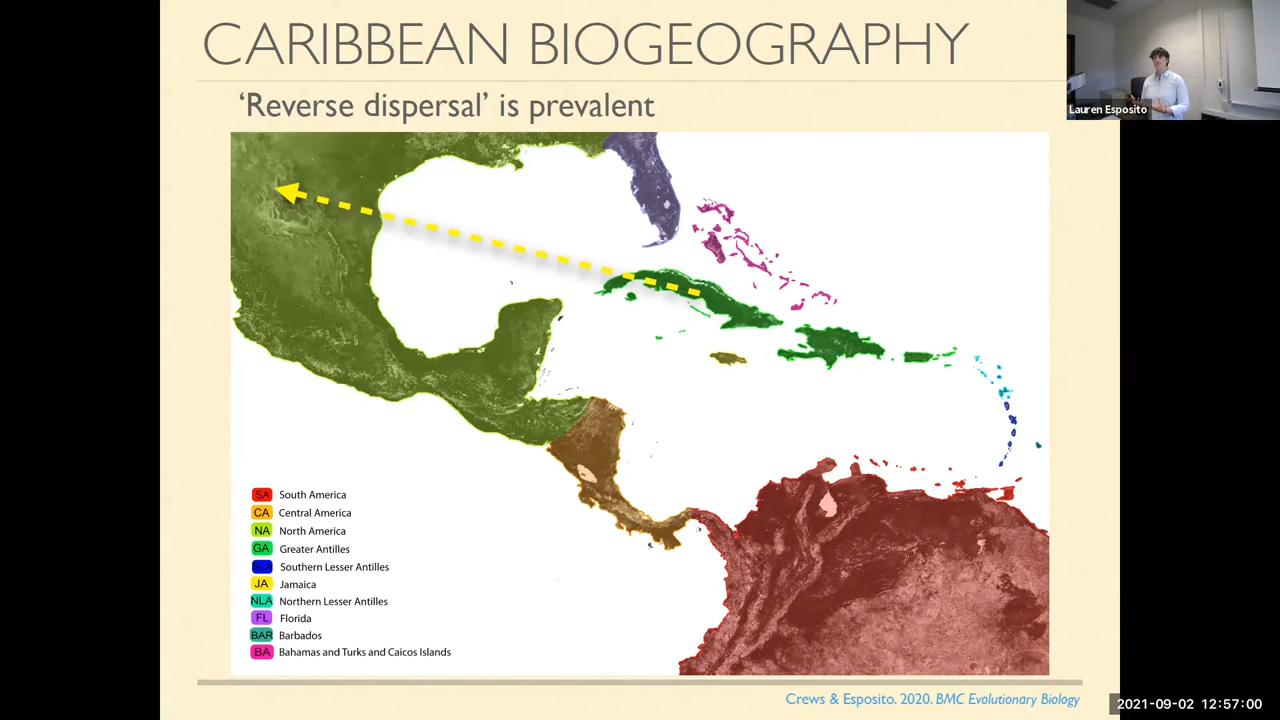 CARIBBEAN BIOGEOGRAPHY
‘Reverse dispersal’ is prevalent
Lauren Esposito
SA South America
CA Central America
NA North America
GA Greater Antilles
SLA Southern Lesser Antilles
JA Jamaica
NLA Northern Lesser Antilles
FL Florida
BAR Barbados
BA Bahamas and Turks and Caicos Islands
Crews & Esposito. 2020. BMC Evolutionary Biology
2021-09-02 12:57:00